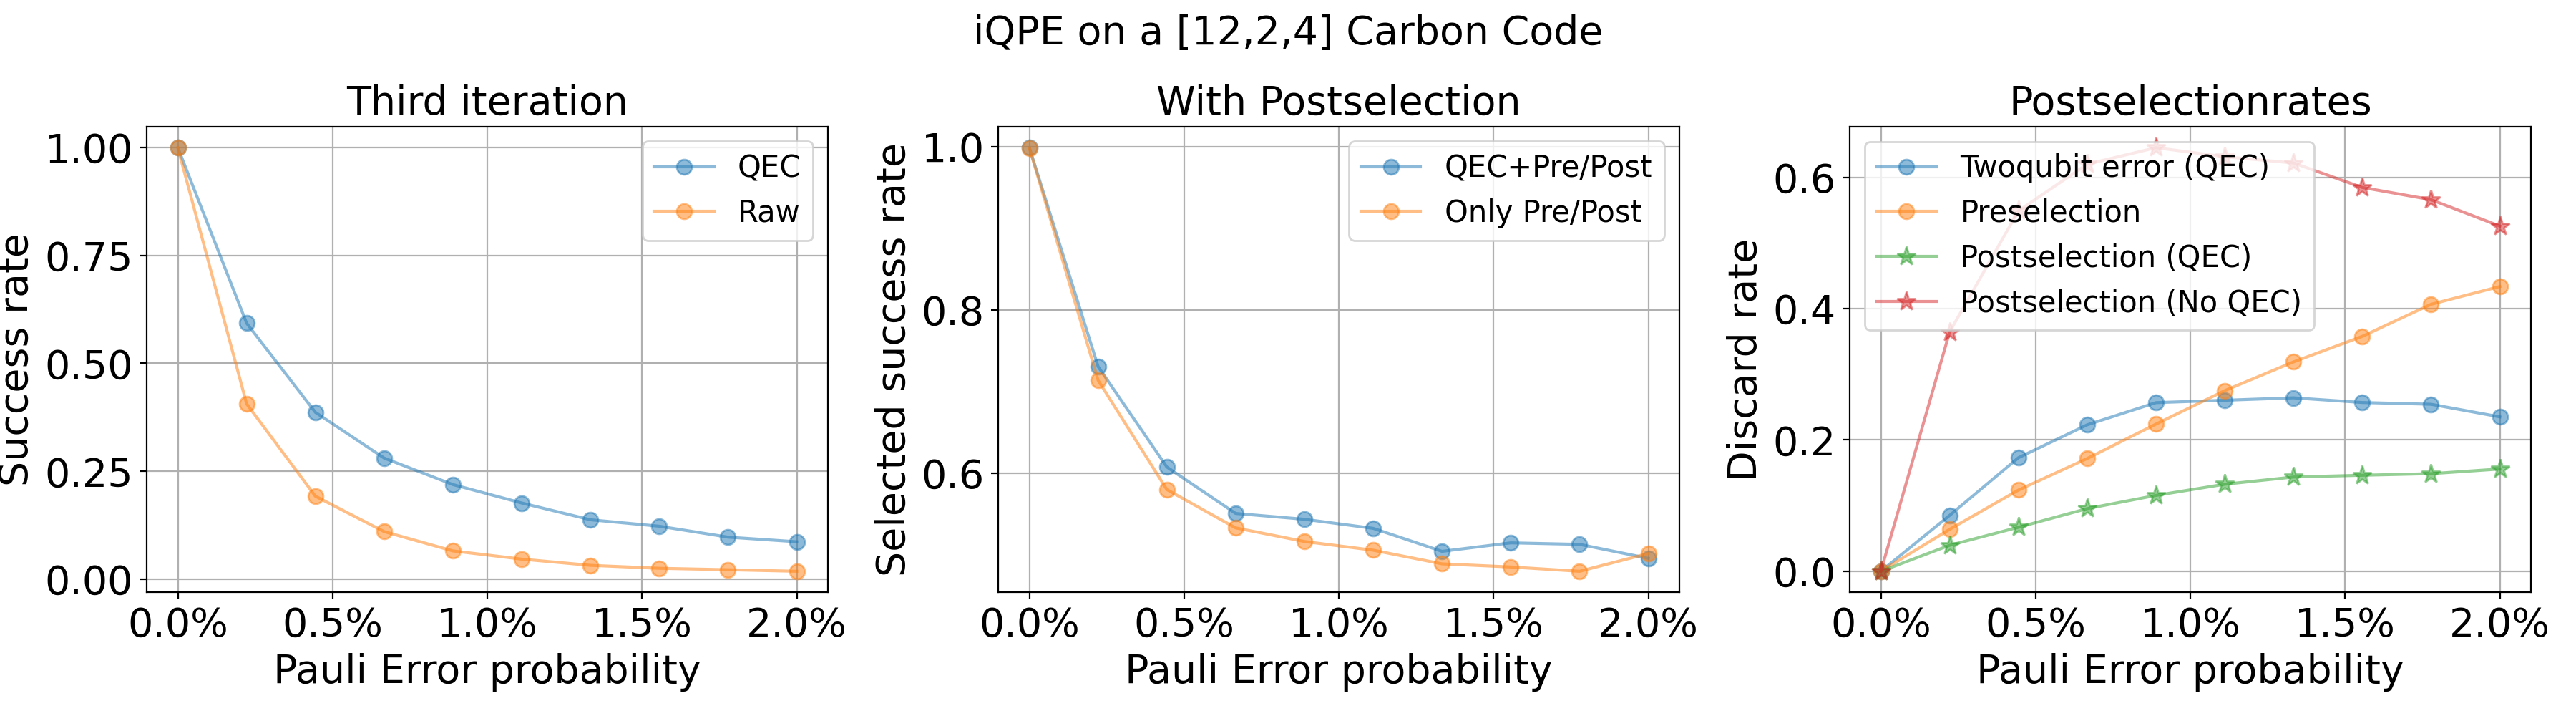 iQPE on a [12,2,4] Carbon Code
Third iteration
Success rate
1.00
0.75
0.50
0.25
0.00
0.0%
0.5%
1.0%
1.5%
2.0%
Pauli Error probability
QEC
Raw
With Postselection
Selected success rate
1.0
0.8
0.6
0.0%
0.5%
1.0%
1.5%
2.0%
Pauli Error probability
QEC+Pre/Post
Only Pre/Post
Postselectionrates
Discard rate
0.6
0.4
0.2
0.0
0.0%
0.5%
1.0%
1.5%
2.0%
Pauli Error probability
Twoqubit error (QEC)
Preselection
Postselection (QEC)
Postselection (No QEC)